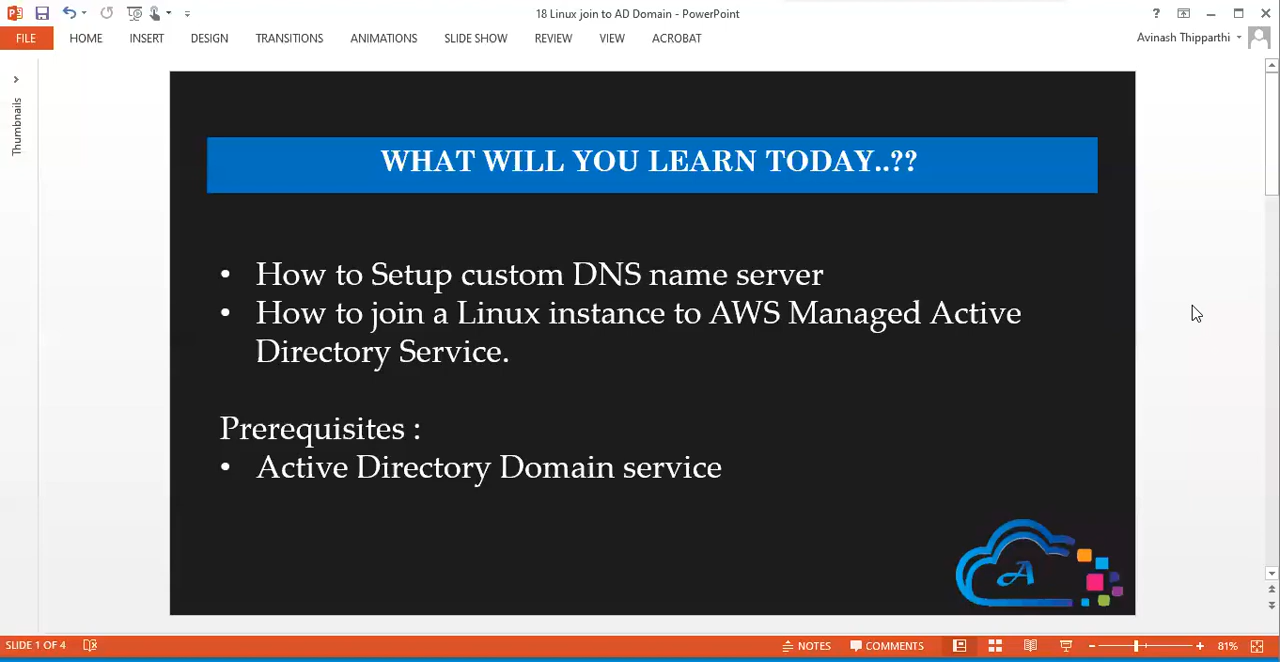 18 Linux join to AD Domain - PowerPoint
?
FILE HOME INSERT DESIGN TRANSITIONS ANIMATIONS SLIDE SHOW REVIEW VIEW ACROBAT
Avinash Thipparthi
Thumbnails
WHAT WILL YOU LEARN TODAY..??
• How to Setup custom DNS name server
• How to join a Linux instance to AWS Managed Active
Directory Service.
Prerequisites :
• Active Directory Domain service
A
SLIDE 1 OF 4
NOTES COMMENTS
81%